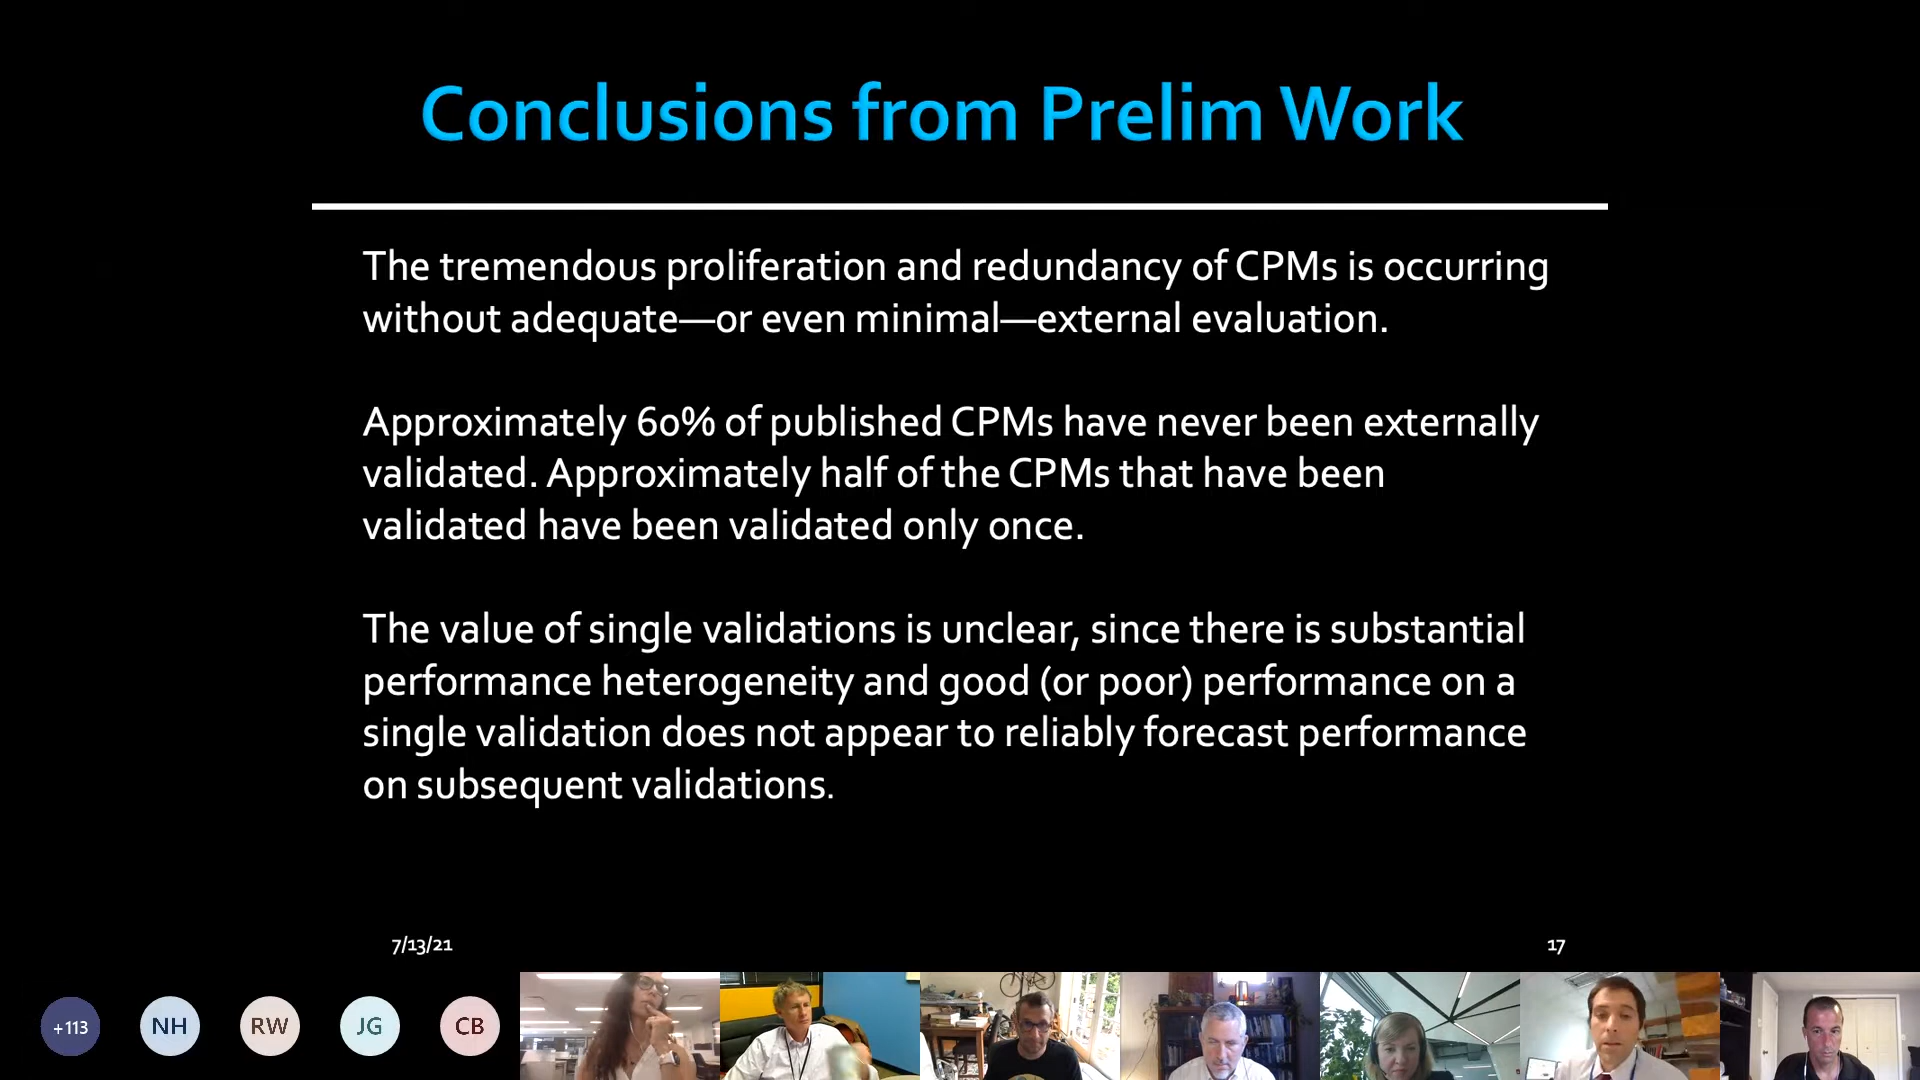 Conclusions from Prelim Work
The tremendous proliferation and redundancy of CPMs is occurring
without adequate—or even minimal—external evaluation.
Approximately 60% of published CPMs have never been externally
validated. Approximately half of the CPMs that have been
validated have been validated only once.
The value of single validations is unclear, since there is substantial
performance heterogeneity and good (or poor) performance on a
single validation does not appear to reliably forecast performance
on subsequent validations.
7/13/21
17
+113
NH
RW
JG
CB